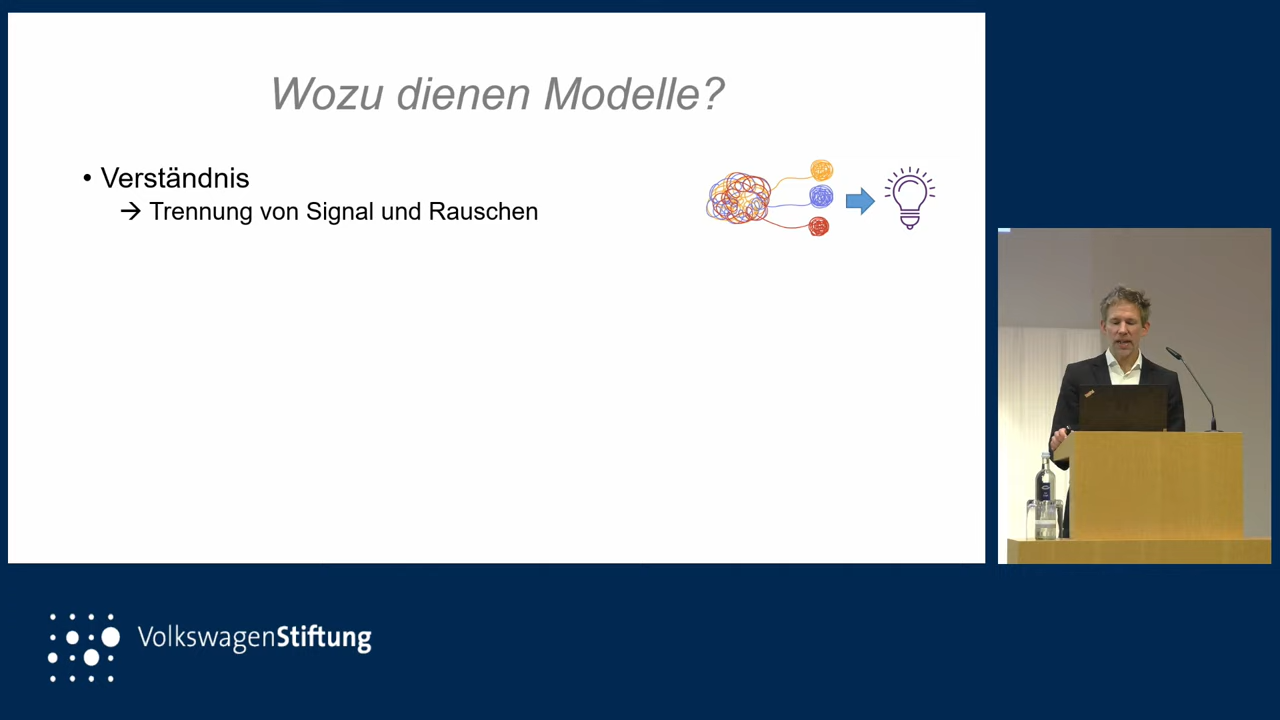 Wozu dienen Modelle?
• Verständnis
→ Trennung von Signal und Rauschen
VolkswagenStiftung